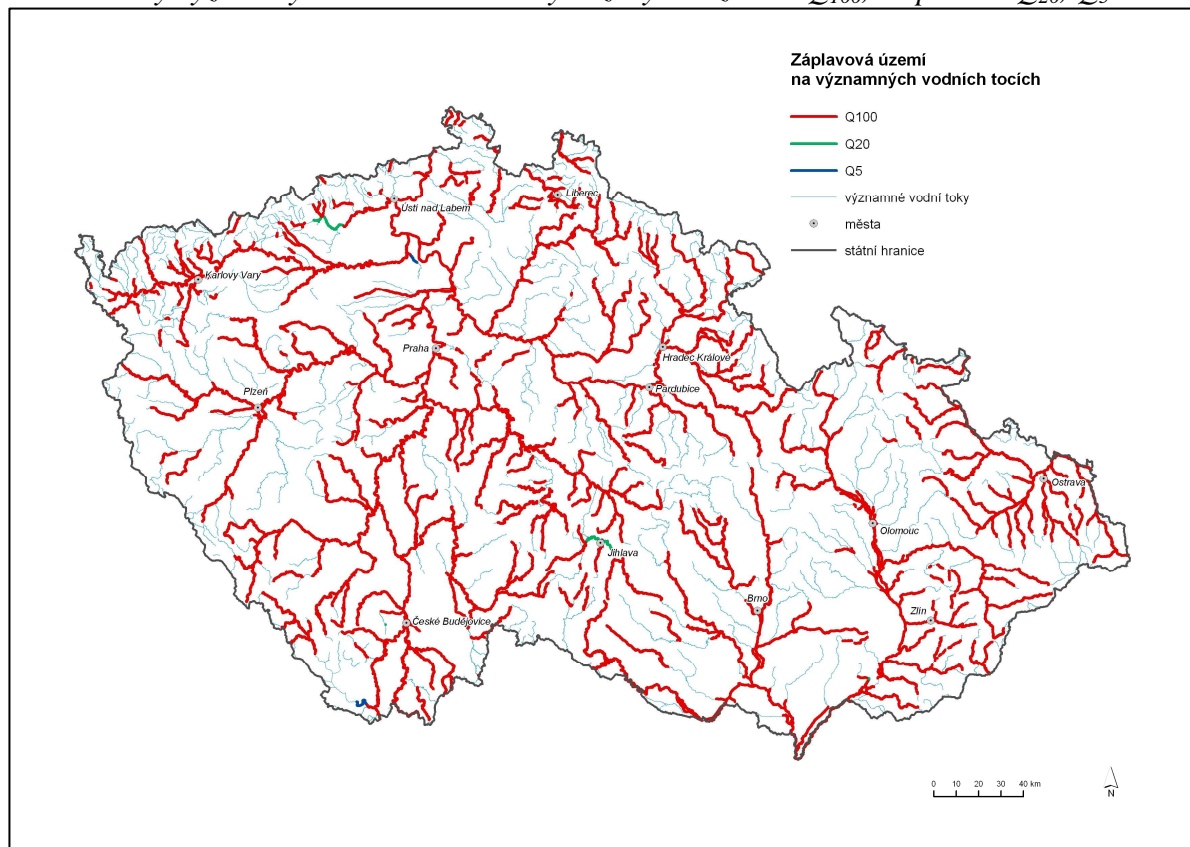 Záplavová území
na významných vodních tocích
Q100
Q20
Q5
významné vodní toky
města
státní hranice
Liberec
Ústí nad Labem
Karlovy Vary
Praha
Hradec Králové
Pardubice
Plzeň
Ostrava
Olomouc
Jihlava
Brno
Zlín
České Budějovice
0 10 20 30 40 km
N